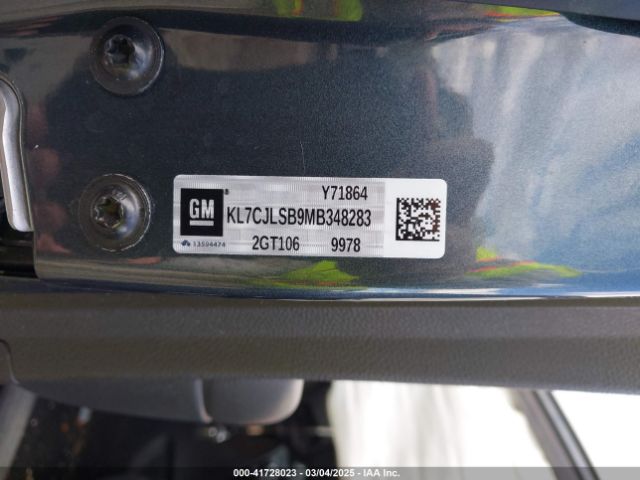 Y71864
GM®
KL7CJLSB9MB348283
13594474
2GT106 9978
000-41728023 — 03/04/2025 — IAA Inc.